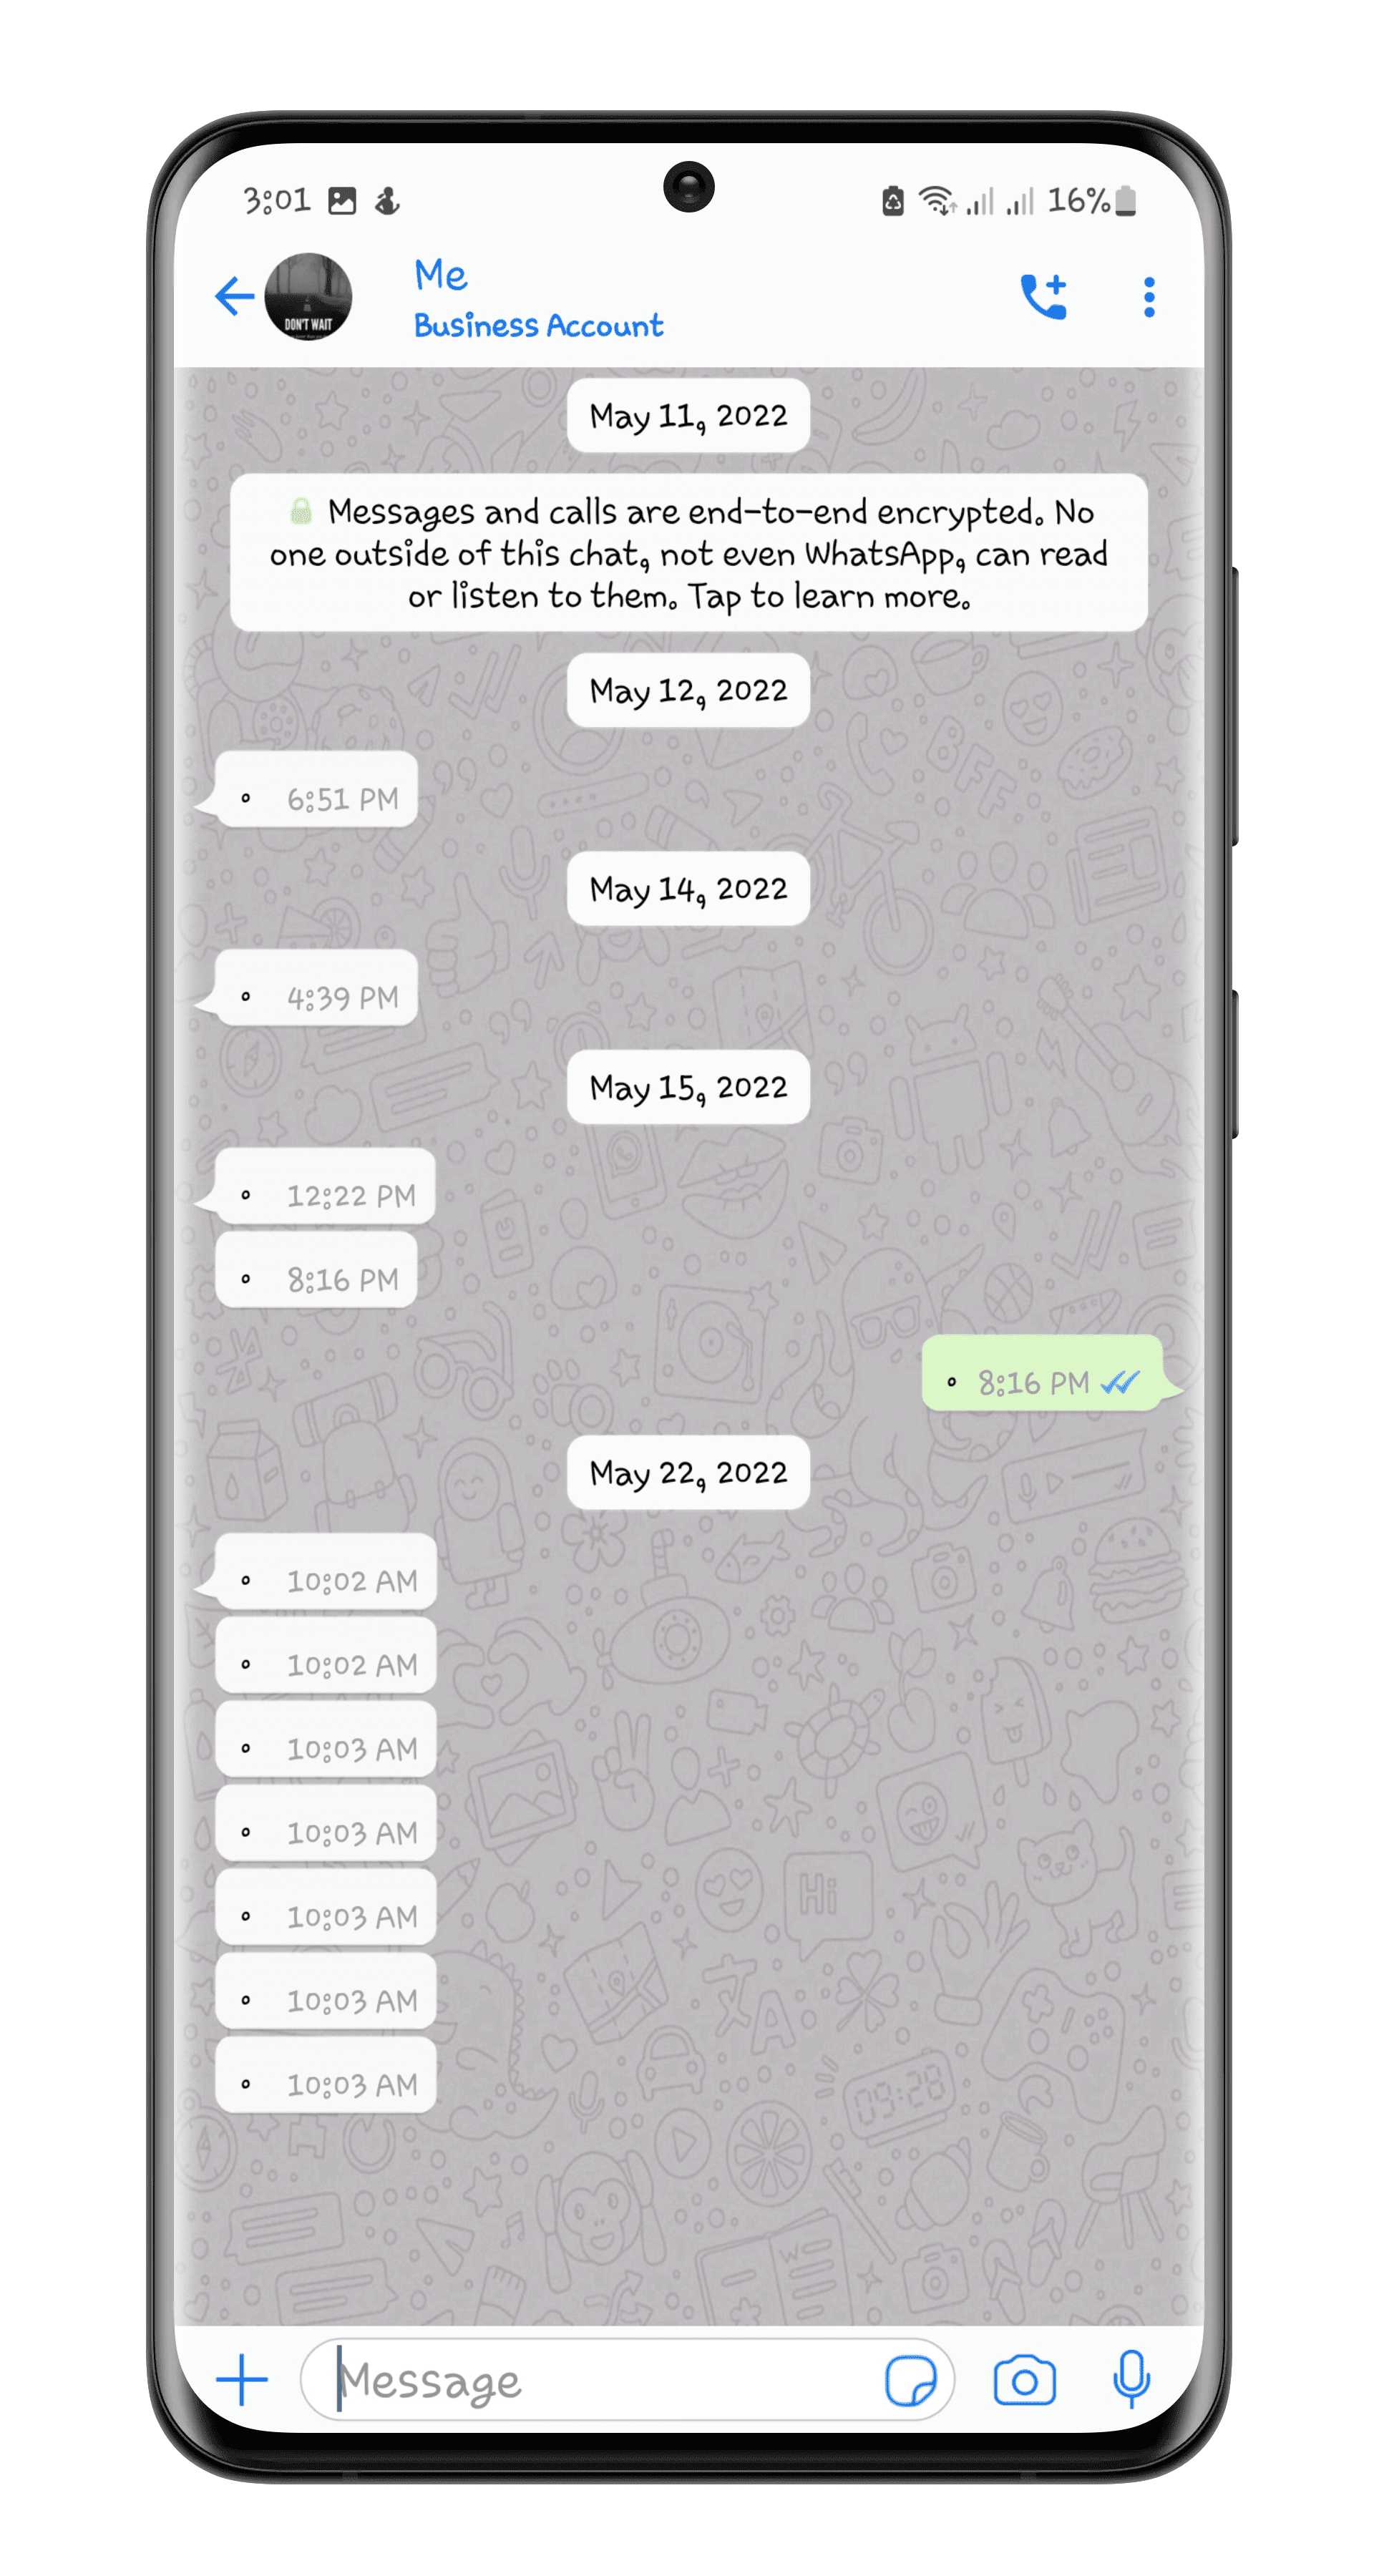 3:01
16%
DON'T WAIT
Me
Business Account
May 11, 2022
Messages and calls are end-to-end encrypted. No
one outside of this chat, not even WhatsApp, can read
or listen to them. Tap to learn more.
May 12, 2022
. 6:51 PM
May 14, 2022
. 4:39 PM
May 15, 2022
. 12:22 PM
. 8:16 PM
. 8:16 PM
May 22, 2022
. 10:02 AM
. 10:02 AM
. 10:03 AM
. 10:03 AM
. 10:03 AM
. 10:03 AM
. 10:03 AM
BFF
Hi
09:28
Message